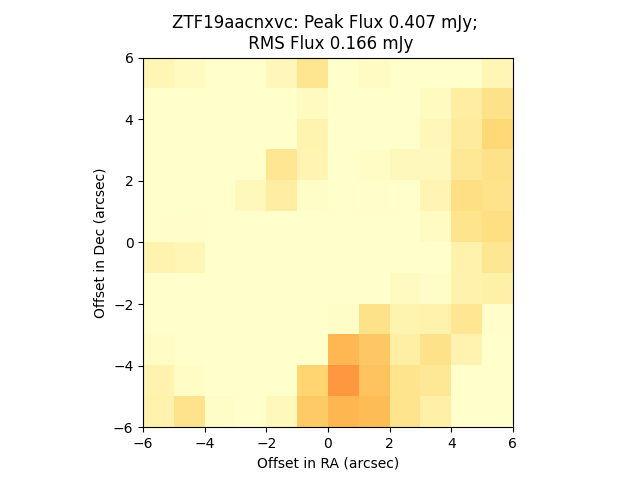 ZTF19aacnxvc: Peak Flux 0.407 mJy;
RMS Flux 0.166 mJy
6
4
2
0
−2
−4
−6
Offset in Dec (arcsec)
−6 −4 −2 0 2 4 6
Offset in RA (arcsec)